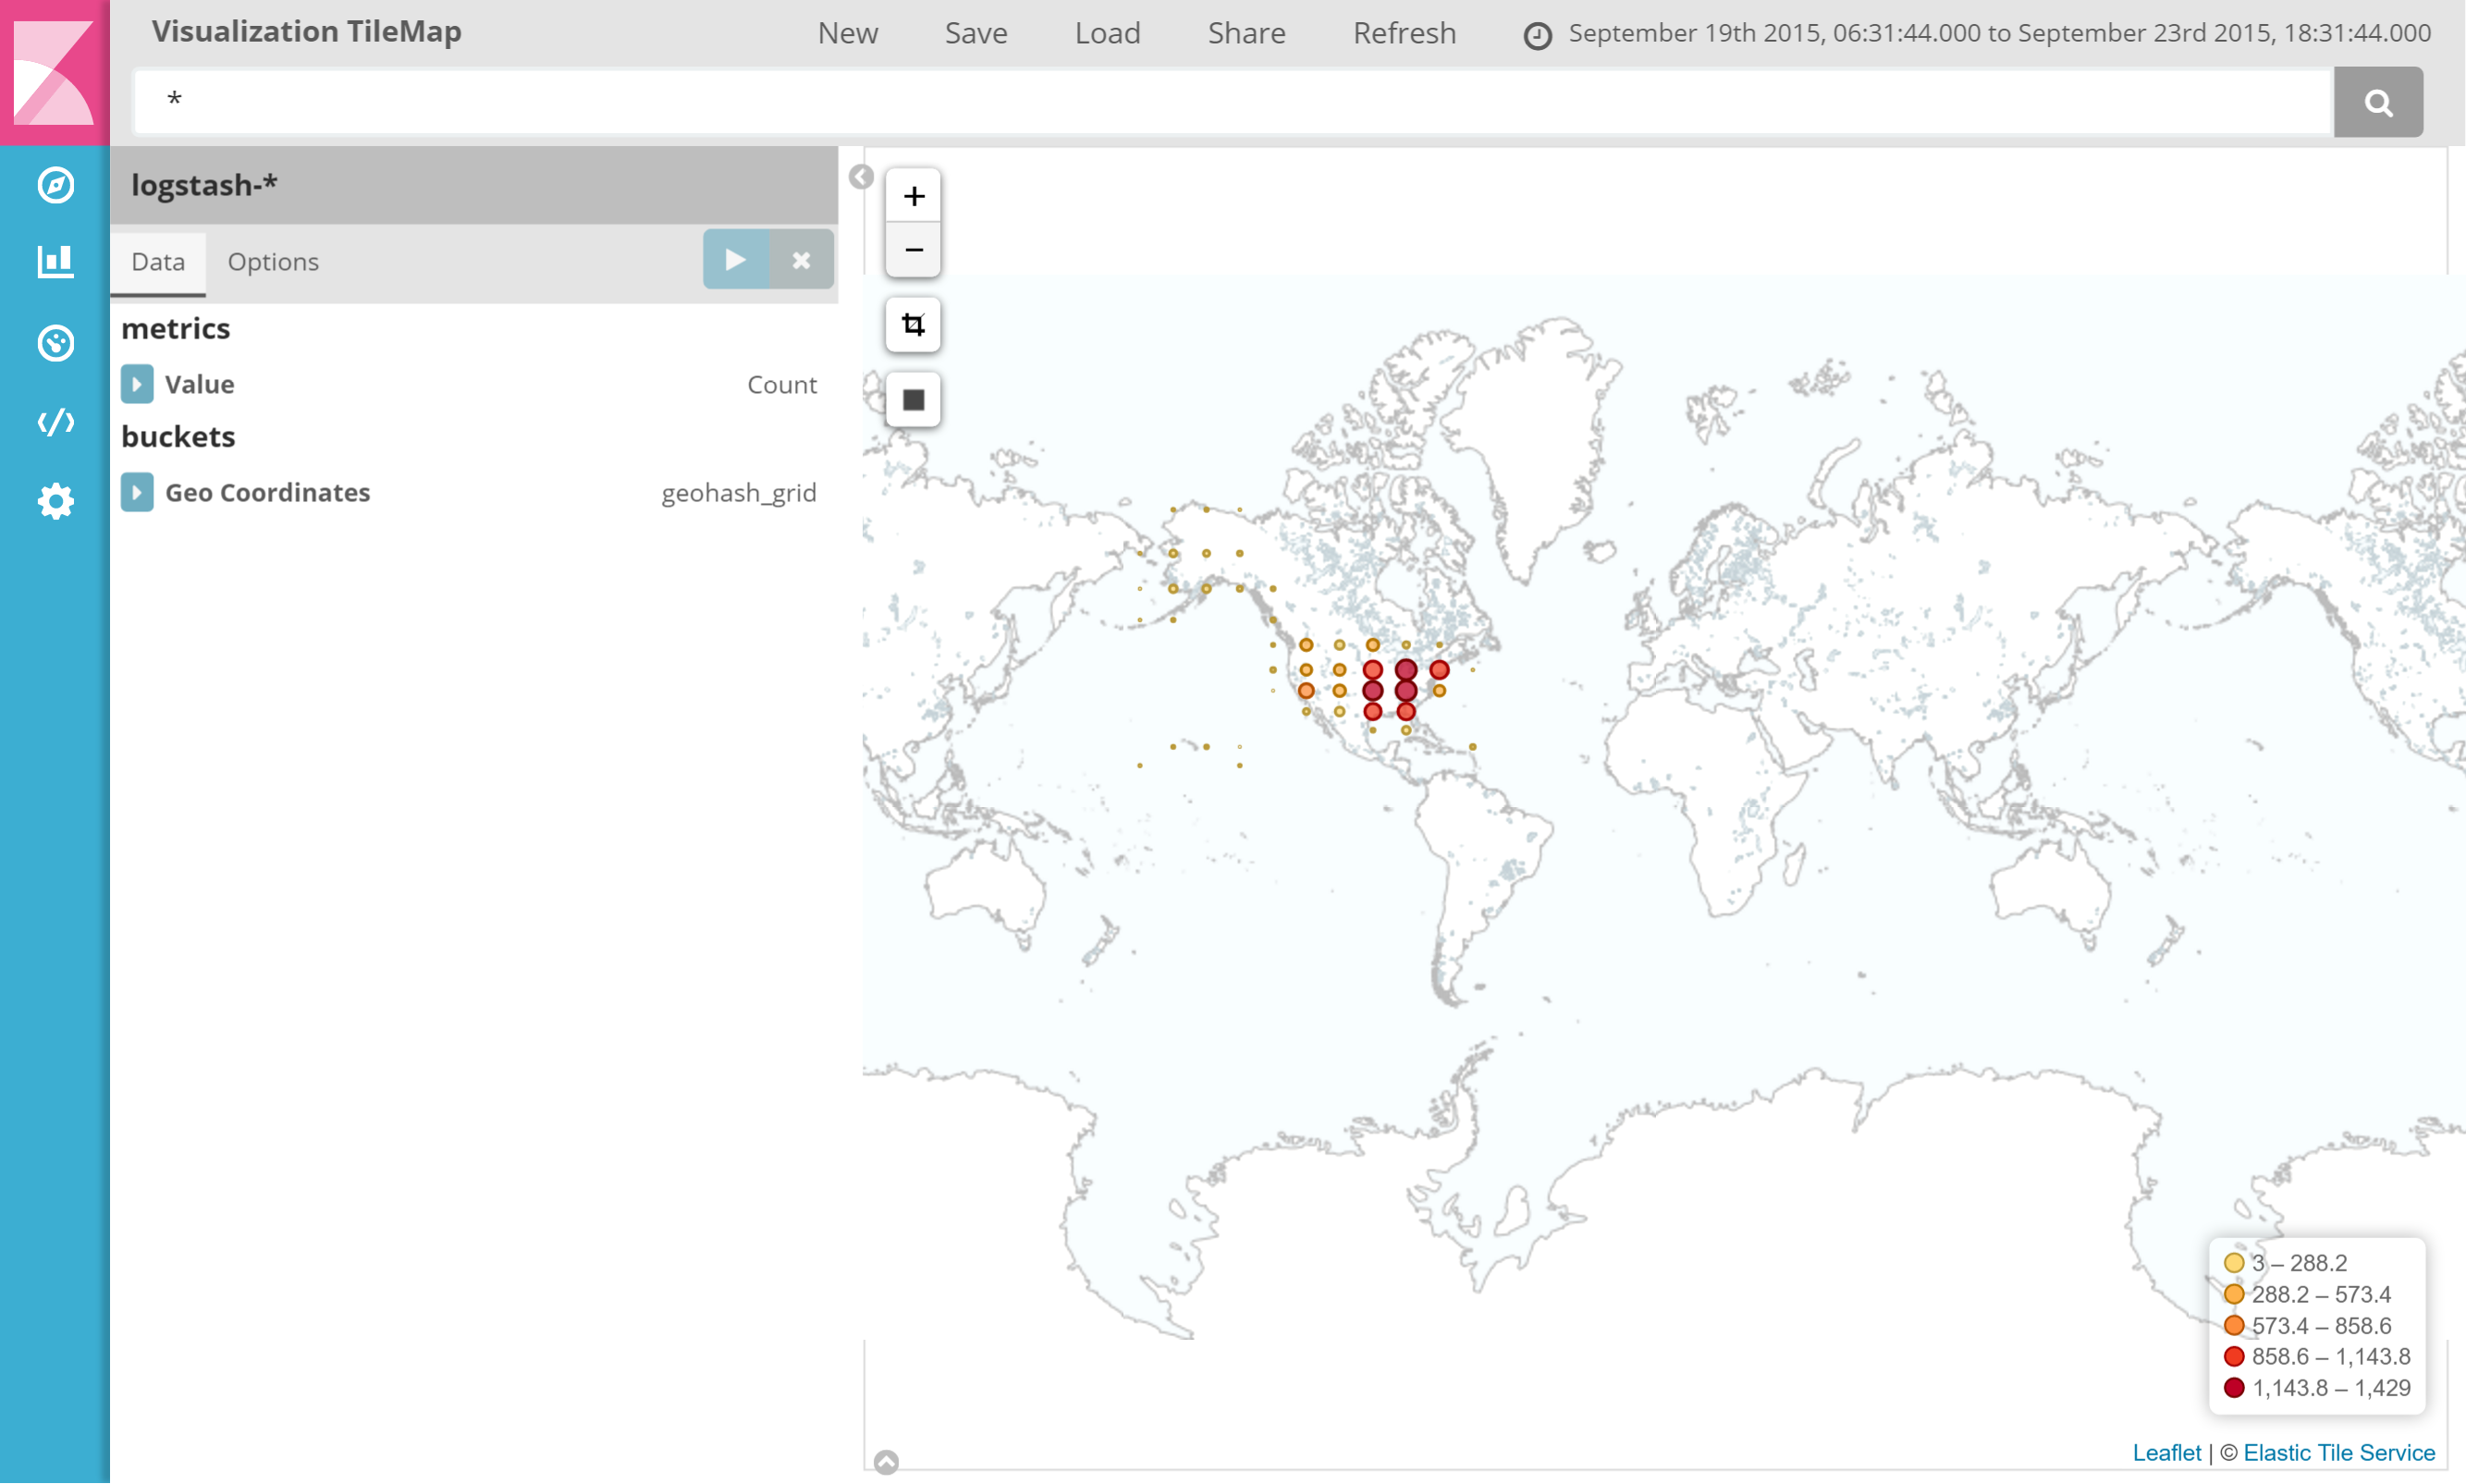 Visualization TileMap
New Save Load Share Refresh September 19th 2015, 06:31:44.000 to September 23rd 2015, 18:31:44.000
*
logstash-*
Data Options
metrics
Value Count
buckets
Geo Coordinates geohash_grid
+
−
3 – 288.2
288.2 – 573.4
573.4 – 858.6
858.6 – 1,143.8
1,143.8 – 1,429
Leaflet | © Elastic Tile Service